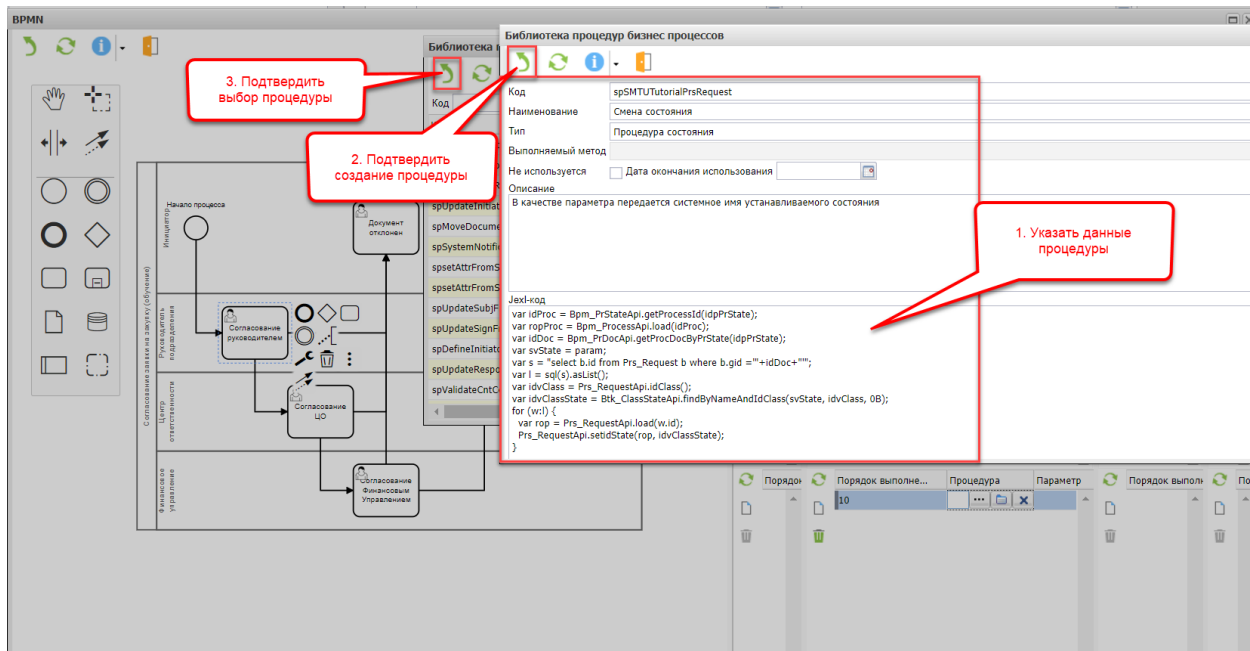 BPMN
Библиотека процедур бизнес процессов
Библиотека
3. Подтвердить
выбор процедуры
2. Подтвердить
создание процедуры
1. Указать данные
процедуры
Код spSMTUTutorialPrsRequest
Наименование Смена состояния
Тип Процедура состояния
Выполняемый метод
Не используется Дата окончания использования
Описание
В качестве параметра передается системное имя устанавливаемого состояния
Jexl-код
var idProc = Bpm_PrStateApi.getProcessId(idpPrState);
var ropProc = Bpm_ProcessApi.load(idProc);
var idDoc = Bpm_PrDocApi.getProcDocByPrState(idpPrState);
var svState = param;
var s = "select b.id from Prs_Request b where b.gid ='"+idDoc+"'";
var l = sql(s).asList();
var idvClass = Prs_RequestApi.idClass();
var idvClassState = Btk_ClassStateApi.findByNameAndIdClass(svState, idvClass, 0B);
for (w:l) {
var rop = Prs_RequestApi.load(w.id);
Prs_RequestApi.setidState(rop, idvClassState);
}
Код
spUpdateInitiat
spMoveDocume
spSystemNotifi
spsetAttrFromS
spsetAttrFromS
spUpdateSubjF
spUpdateSignF
spDefineInitiato
spUpdateRespo
spValidateCntC
Согласование заявки на закупку (обучение)
Инициатор
Начало процесса
Документ
отклонен
Руководитель
подразделения
Согласование
руководителем
Центр
ответственности
Согласование
ЦО
Финансовое
управление
Согласование
Финансовым
Управлением
Порядок Порядок выполне... Процедура Параметр Порядок выполн По
10